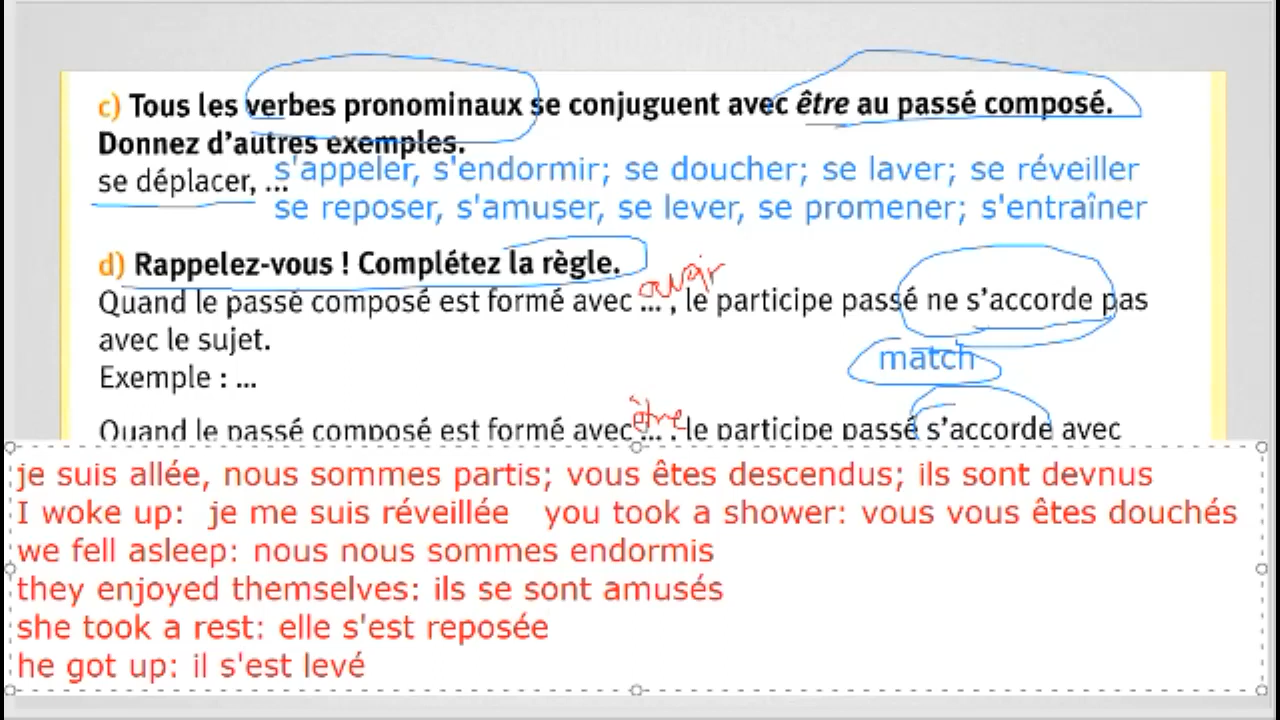 c) Tous les verbes pronominaux se conjuguent avec être au passé composé.
Donnez d'autres exemples.
se déplacer, ...
s'appeler, s'endormir; se doucher; se laver; se réveiller
se reposer, s'amuser, se lever, se promener; s'entraîner
d) Rappelez-vous ! Complétez la règle.
avoir
Quand le passé composé est formé avec ... , le participe passé ne s'accorde pas
avec le sujet.
match
Exemple : ...
être
Quand le passé composé est formé avec ... , le participe passé s'accorde avec
je suis allée, nous sommes partis; vous êtes descendus; ils sont devnus
I woke up: je me suis réveillée you took a shower: vous vous êtes douchés
we fell asleep: nous nous sommes endormis
they enjoyed themselves: ils se sont amusés
she took a rest: elle s'est reposée
he got up: il s'est levé